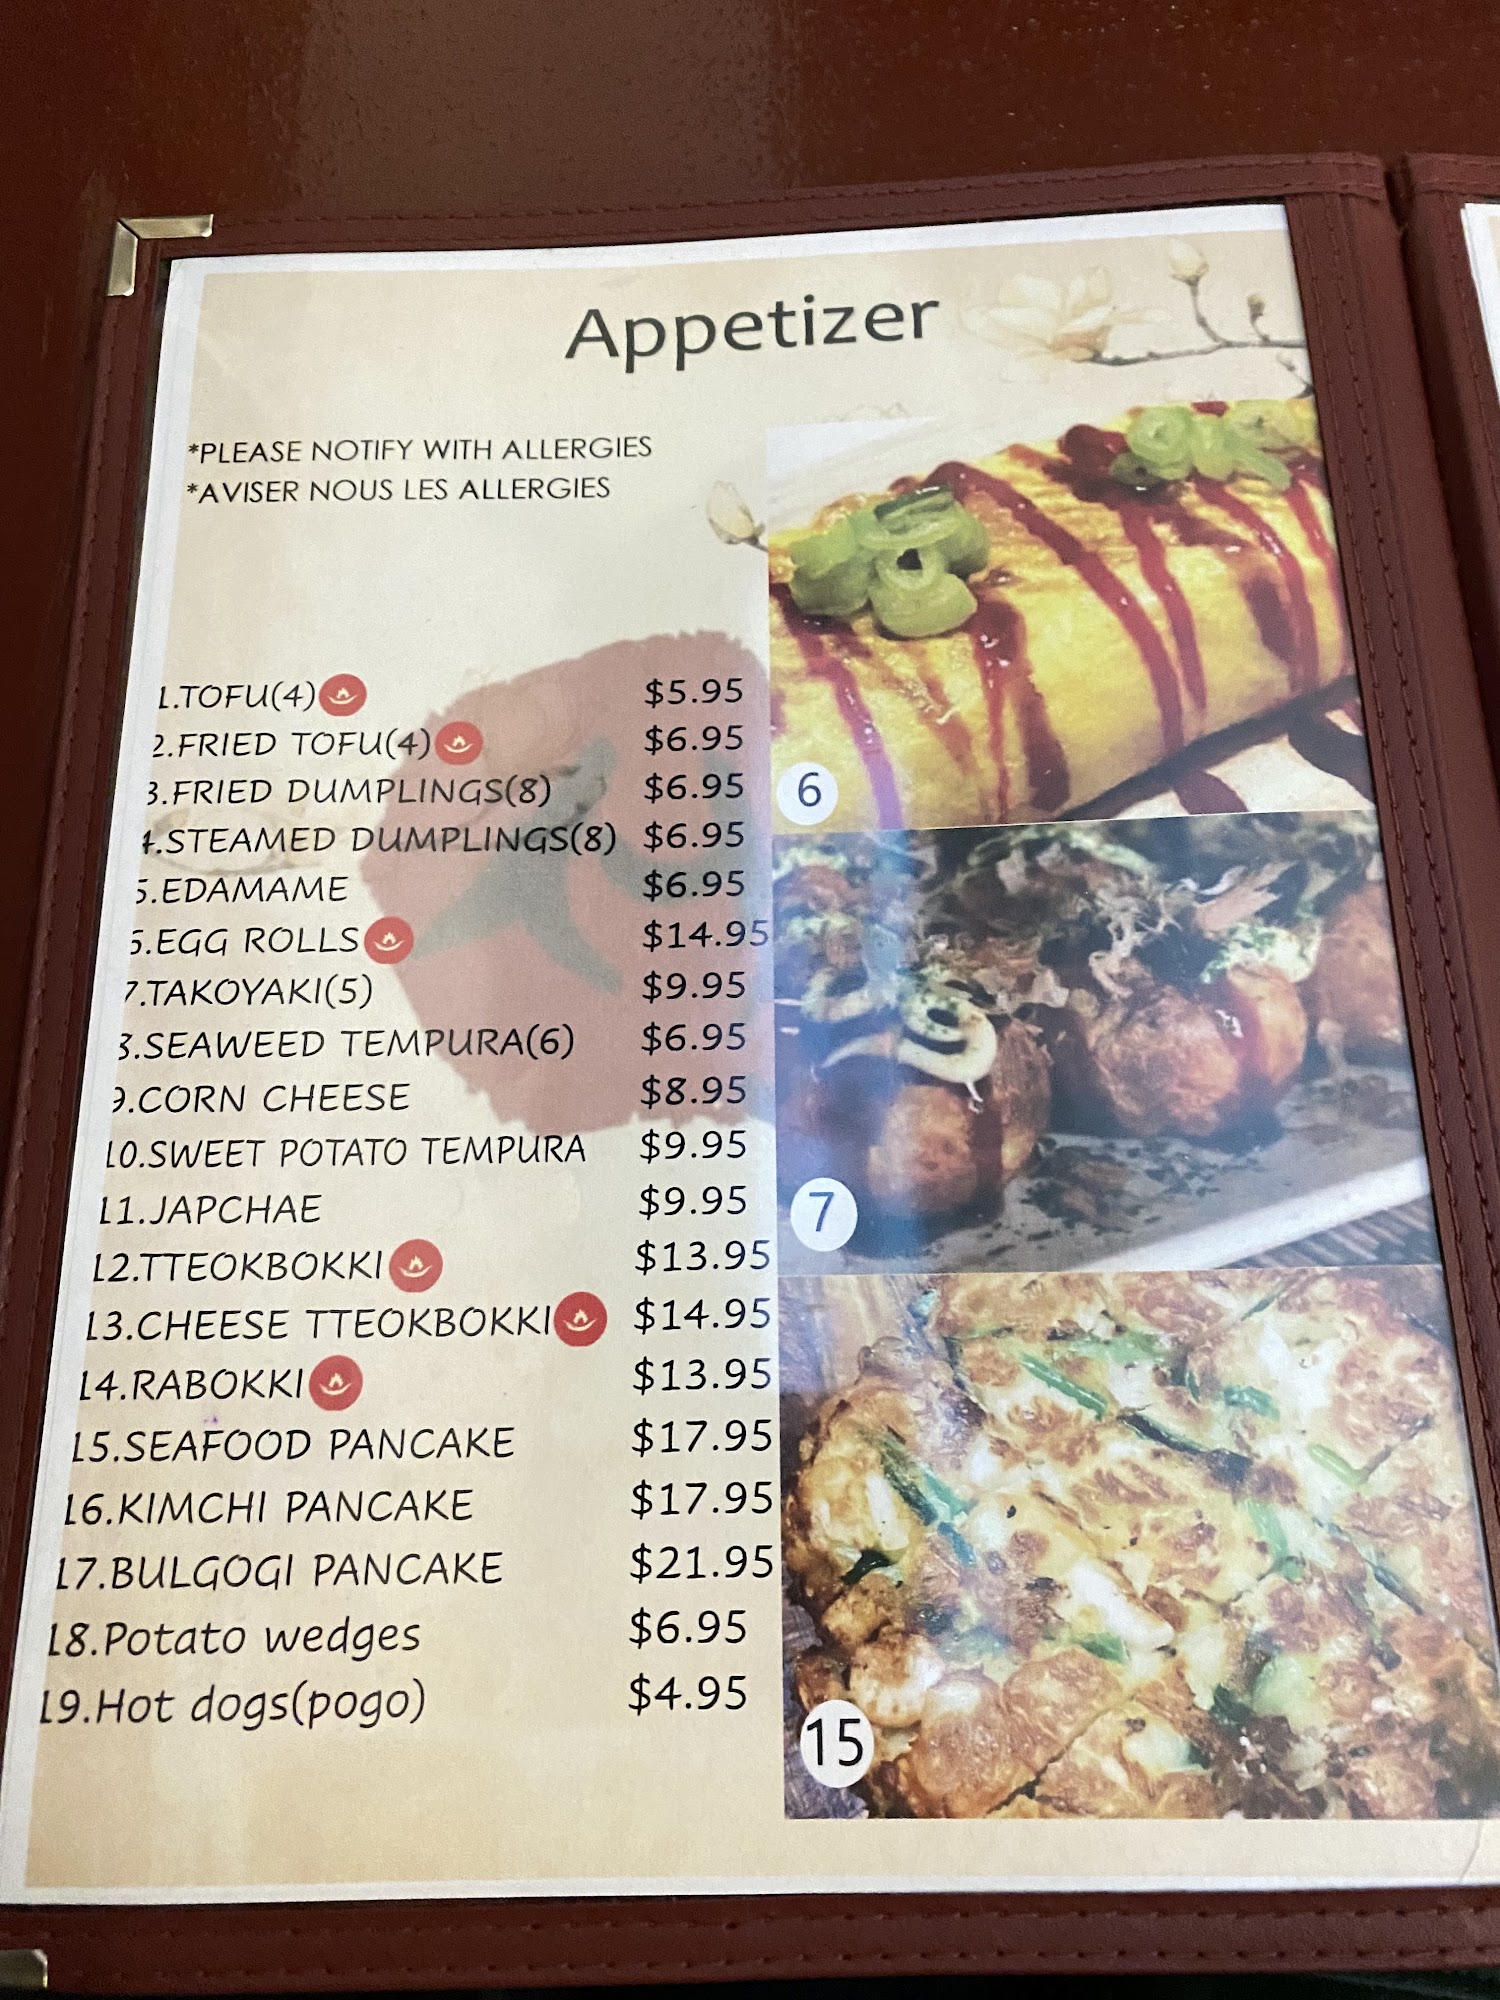 Appetizer
*PLEASE NOTIFY WITH ALLERGIES
*AVISER NOUS LES ALLERGIES
1.TOFU(4) $5.95
2.FRIED TOFU(4) $6.95
3.FRIED DUMPLINGS(8) $6.95
4.STEAMED DUMPLINGS(8) $6.95
5.EDAMAME $6.95
6.EGG ROLLS $14.95
7.TAKOYAKI(5) $9.95
8.SEAWEED TEMPURA(6) $6.95
9.CORN CHEESE $8.95
10.SWEET POTATO TEMPURA $9.95
11.JAPCHAE $9.95
12.TTEOKBOKKI $13.95
13.CHEESE TTEOKBOKKI $14.95
14.RABOKKI $13.95
15.SEAFOOD PANCAKE $17.95
16.KIMCHI PANCAKE $17.95
17.BULGOGI PANCAKE $21.95
18.Potato wedges $6.95
19.Hot dogs(pogo) $4.95
6
7
15